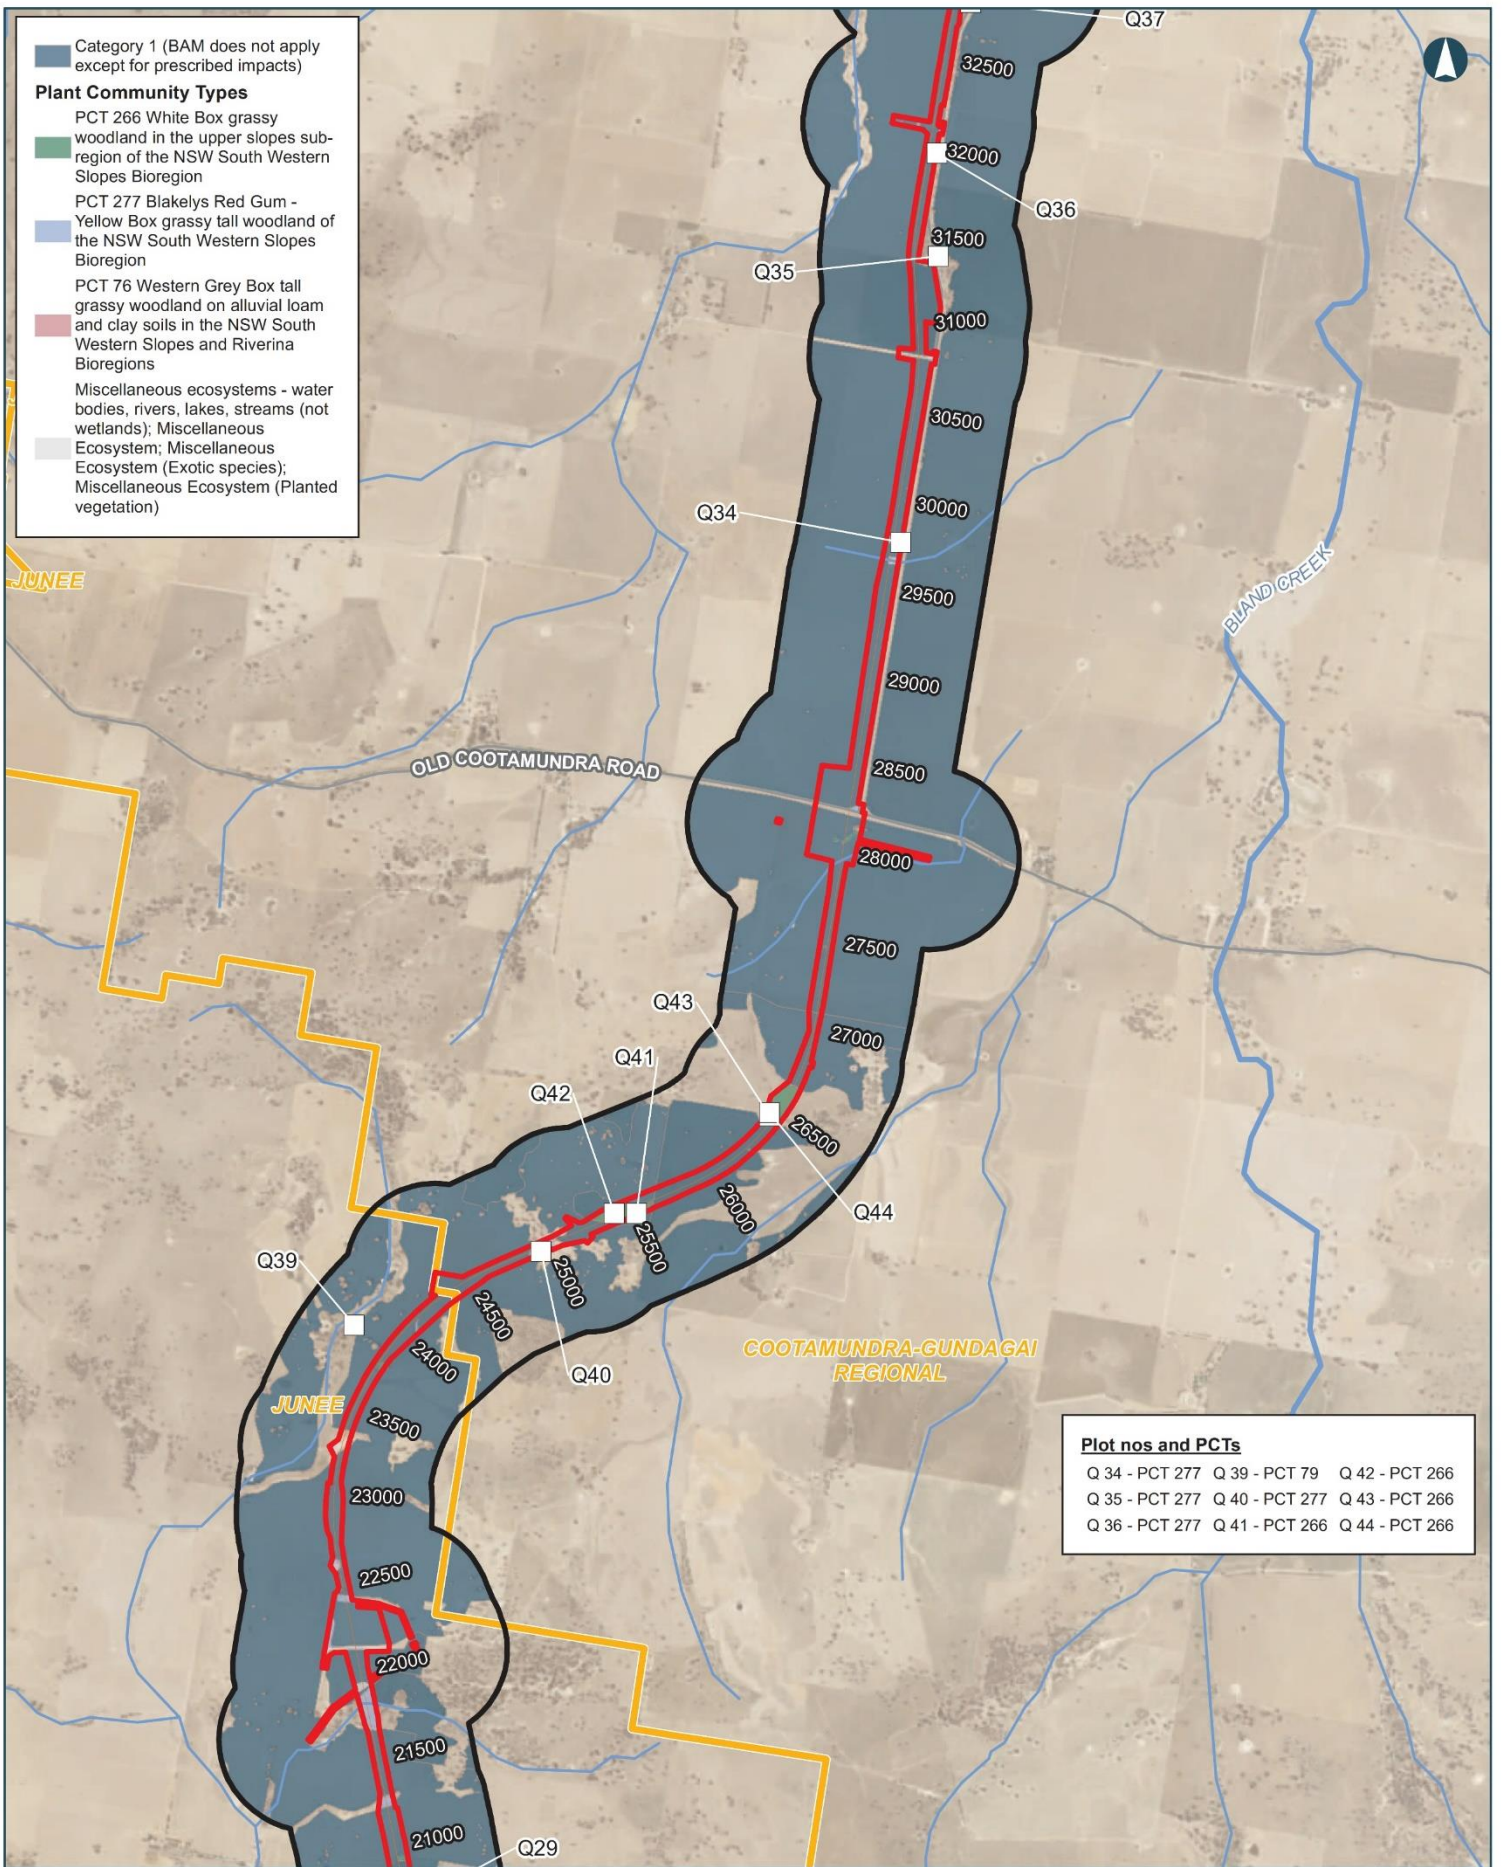 Category 1 (BAM does not apply
except for prescribed impacts)
Plant Community Types
PCT 266 White Box grassy
woodland in the upper slopes sub-
region of the NSW South Western
Slopes Bioregion
PCT 277 Blakelys Red Gum -
Yellow Box grassy tall woodland of
the NSW South Western Slopes
Bioregion
PCT 76 Western Grey Box tall
grassy woodland on alluvial loam
and clay soils in the NSW South
Western Slopes and Riverina
Bioregions
Miscellaneous ecosystems - water
bodies, rivers, lakes, streams (not
wetlands); Miscellaneous
Ecosystem; Miscellaneous
Ecosystem (Exotic species);
Miscellaneous Ecosystem (Planted
vegetation)
Q37
32500
32000
Q36
31500
Q35
31000
30500
30000
Q34
29500
JUNEE
BLAND CREEK
29000
OLD COOTAMUNDRA ROAD
28500
28000
27500
Q43
27000
Q41
Q42
26500
26000
Q44
25500
Q39
25000
24500
24000
Q40
COOTAMUNDRA-GUNDAGAI
REGIONAL
JUNEE
23500
23000
22500
22000
21500
21000
Q29
Plot nos and PCTs
Q 34 - PCT 277 Q 39 - PCT 79 Q 42 - PCT 266
Q 35 - PCT 277 Q 40 - PCT 277 Q 43 - PCT 266
Q 36 - PCT 277 Q 41 - PCT 266 Q 44 - PCT 266